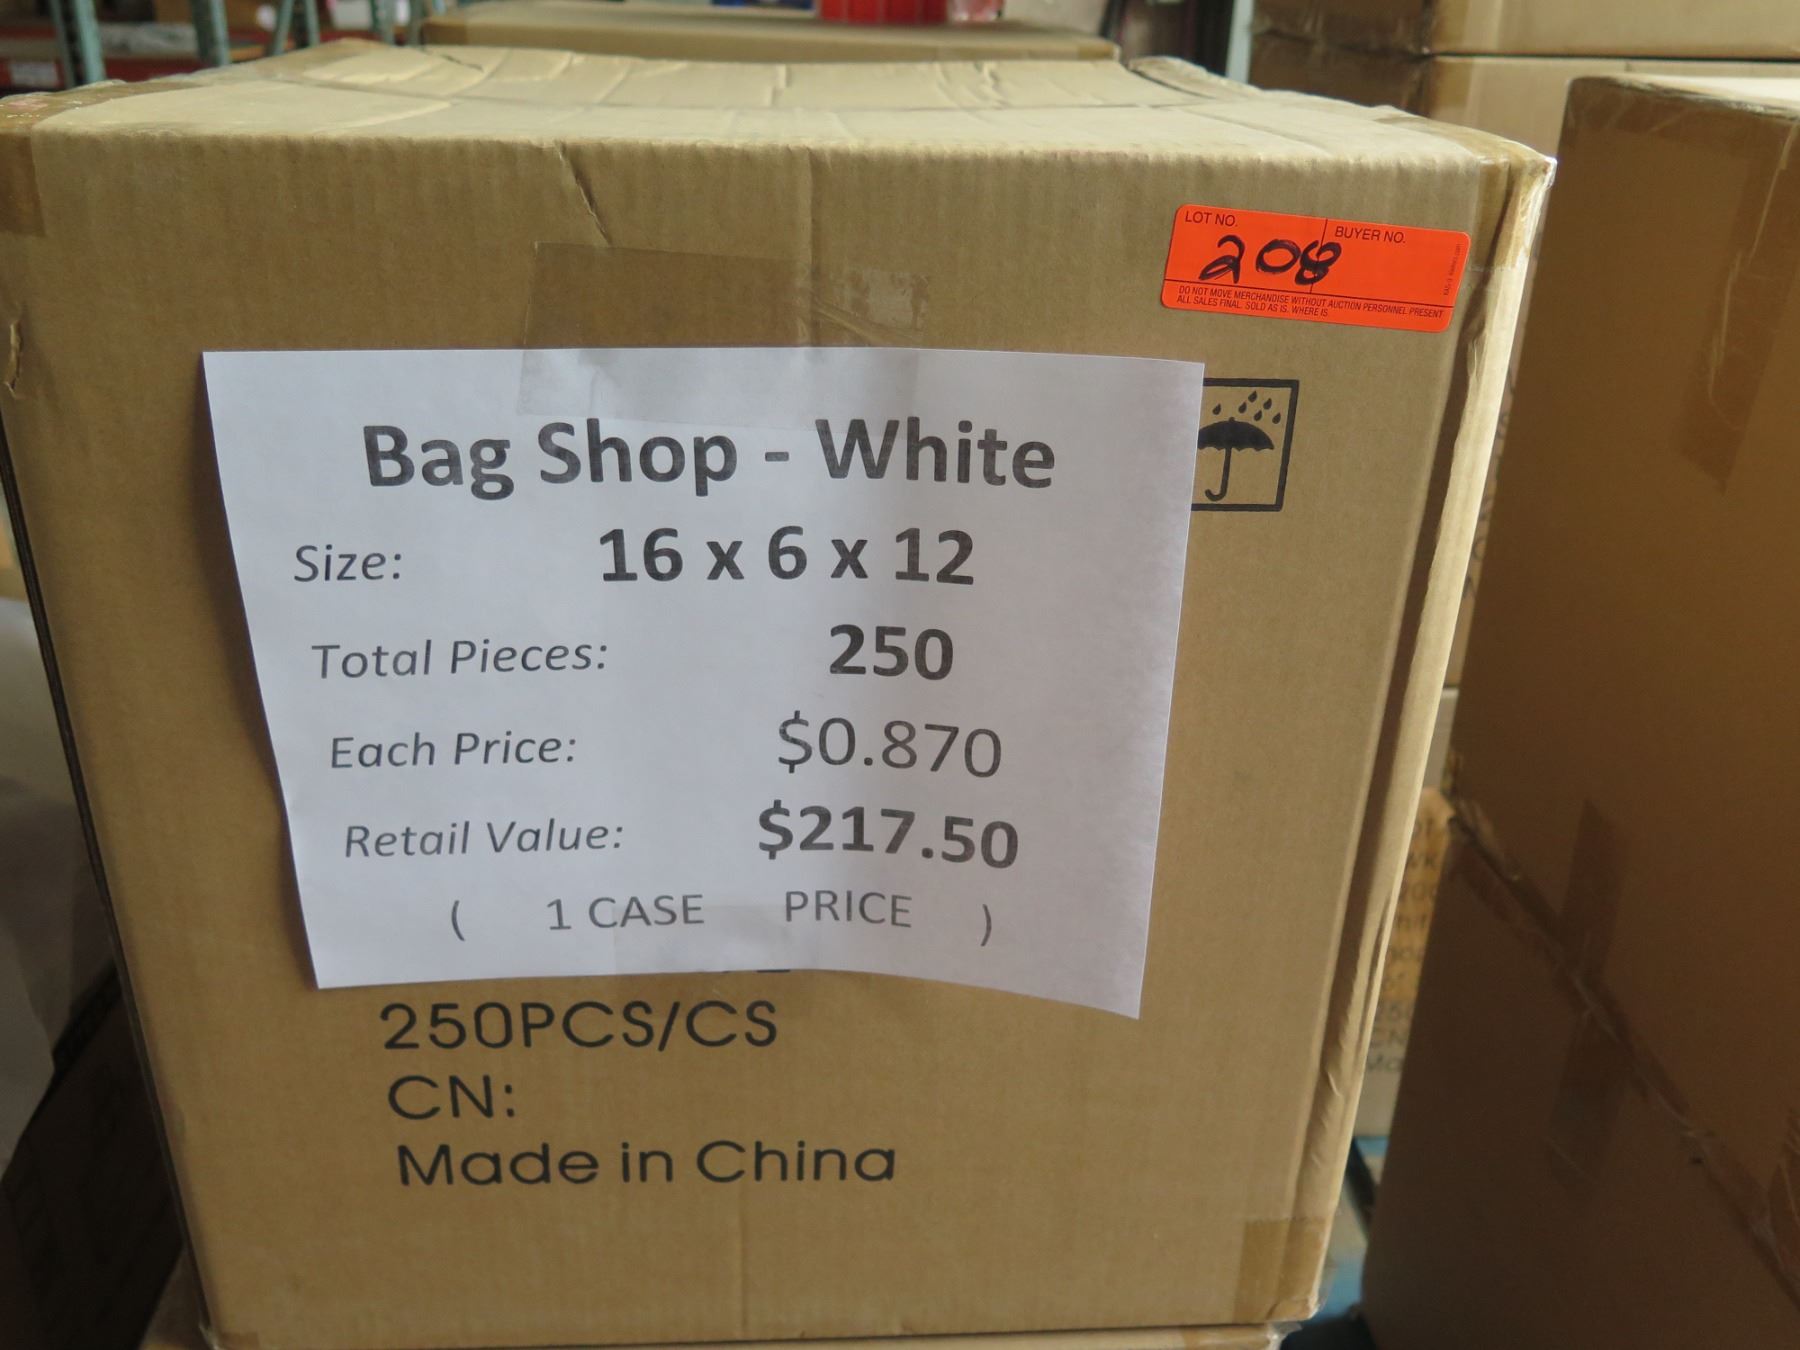 LOT NO.
BUYER NO.
208
DO NOT MOVE MERCHANDISE WITHOUT AUCTION PERSONNEL PRESENT
ALL SALES FINAL. SOLD AS IS. WHERE IS
Bag Shop - White
Size: 16 x 6 x 12
Total Pieces: 250
Each Price: $0.870
Retail Value: $217.50
( 1 CASE PRICE )
250PCS/CS
CN:
Made in China